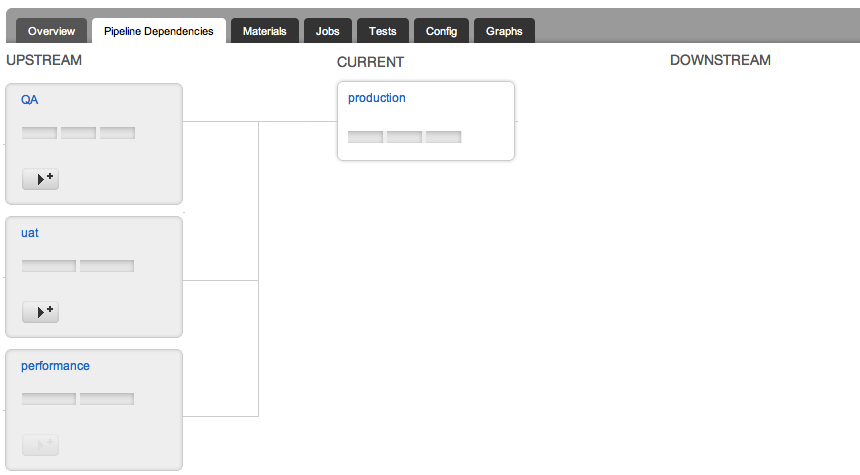 Overview Pipeline Dependencies Materials Jobs Tests Config Graphs
UPSTREAM CURRENT DOWNSTREAM
QA
production
uat
performance